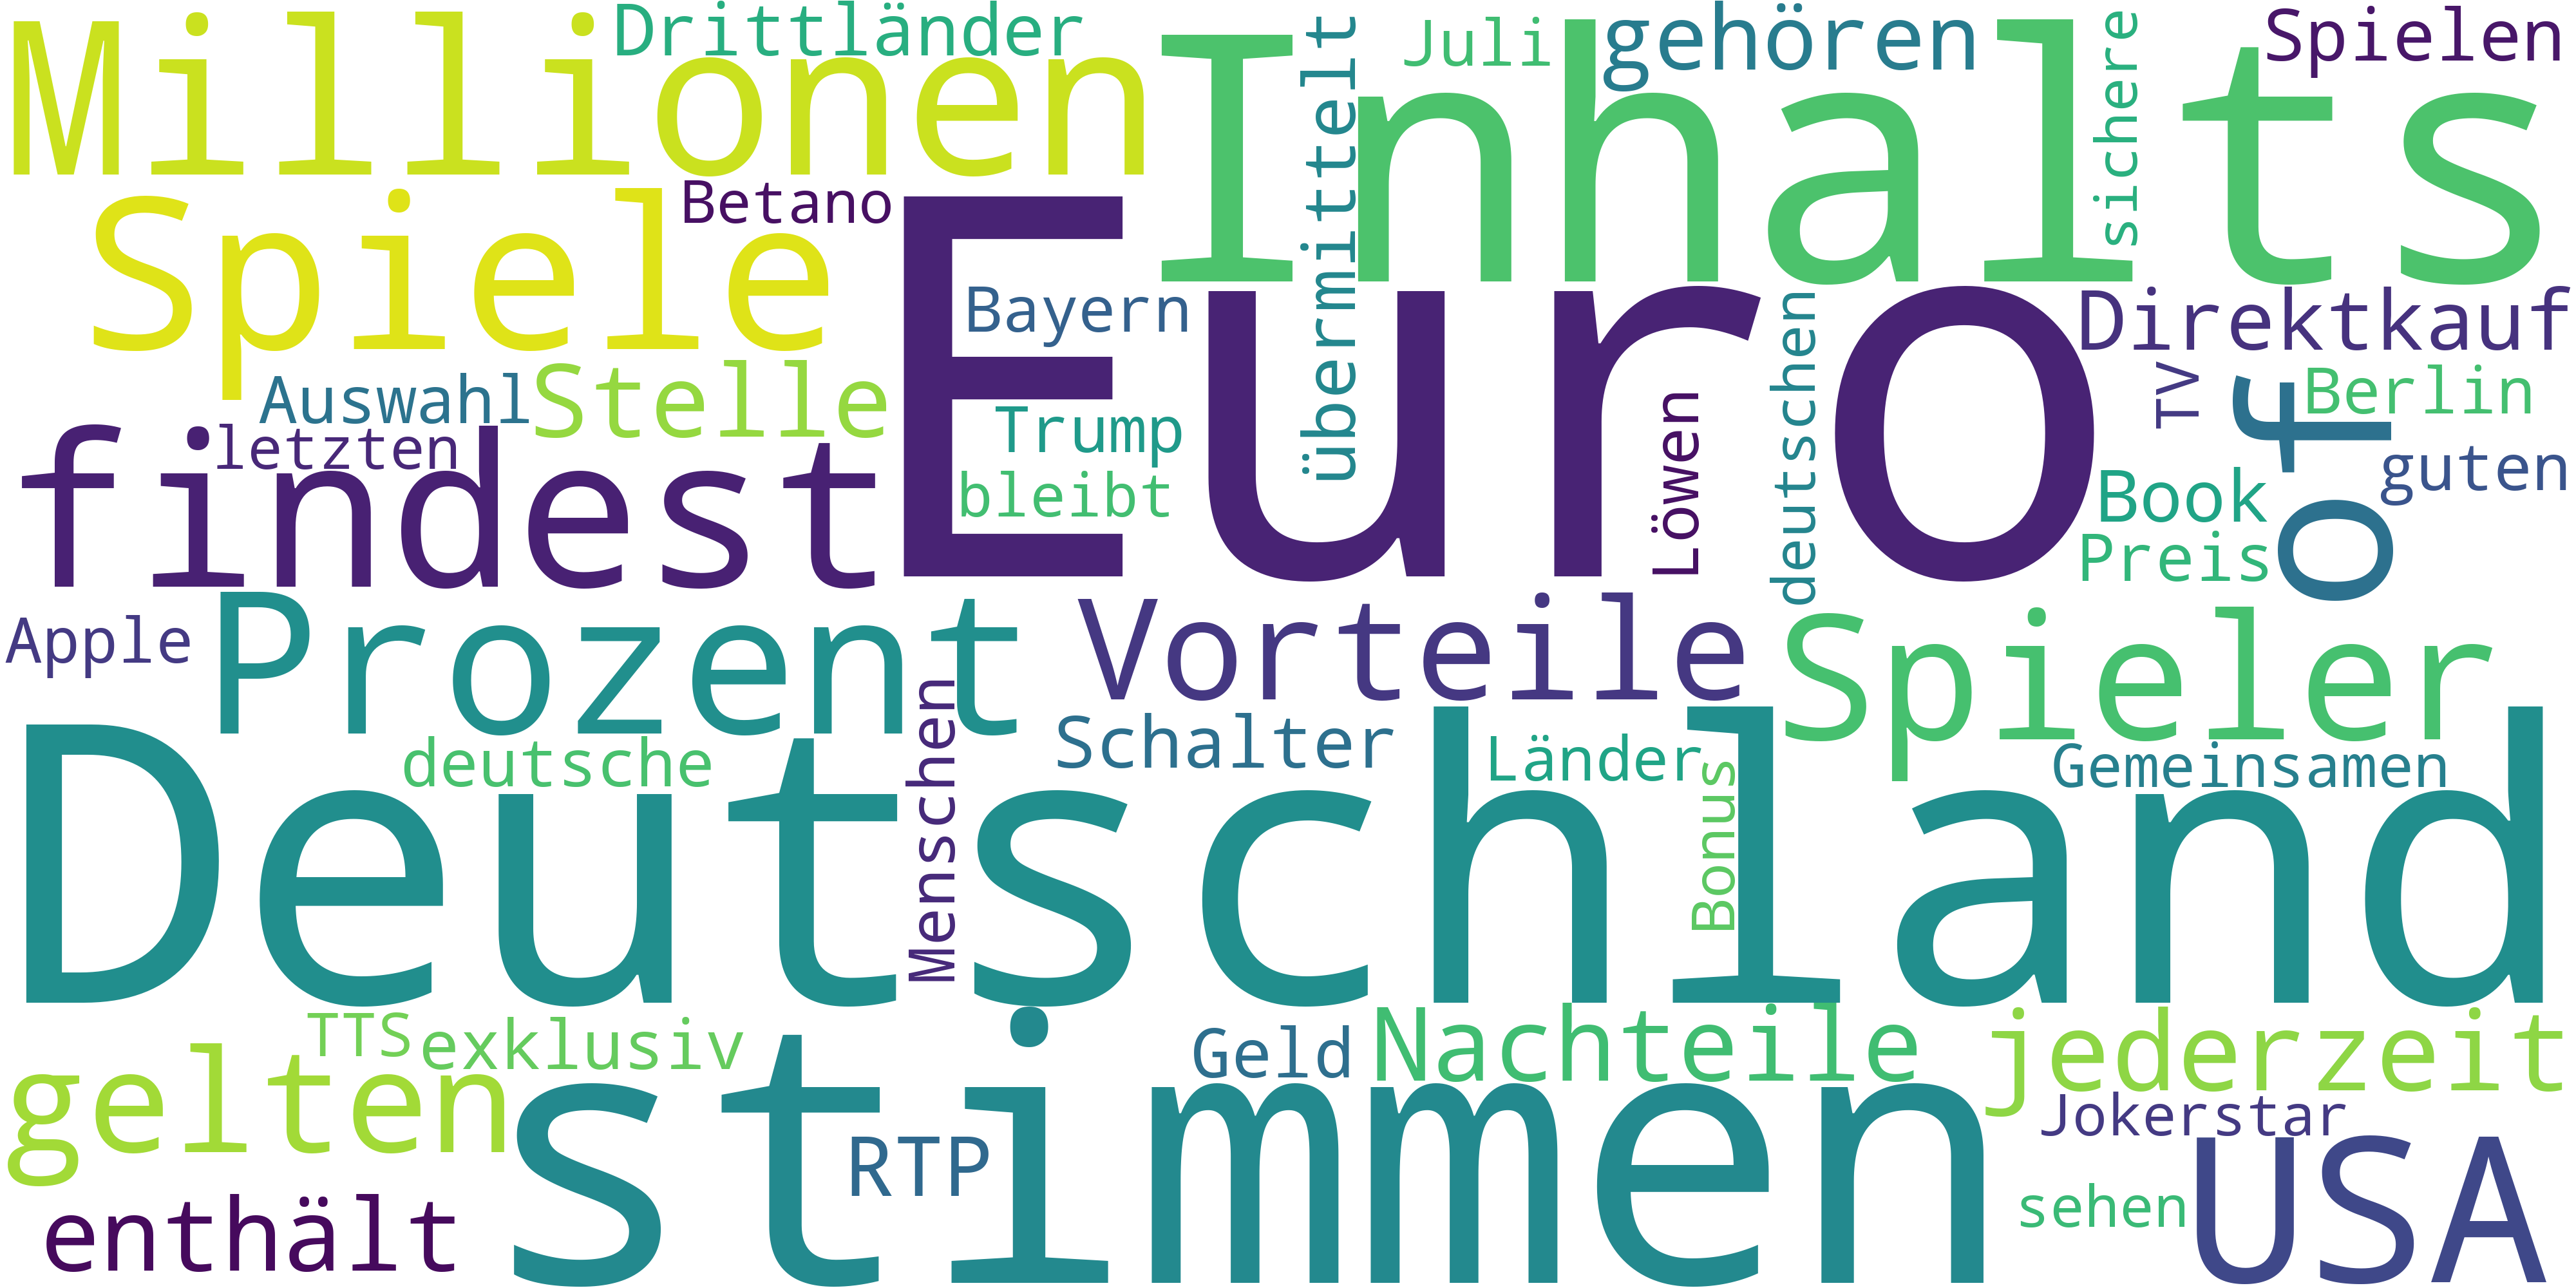 Millionen
Drittländer
Inhalts
Juli
gehören
sichere
Spielen
übermittelt
Spiele
Betano
Euro
Bayern
deutschen
Direktkauf
Auswahl
Stelle
Trump
Löwen
TV
of
Berlin
findest
letzten
bleibt
Book
guten
Preis
Apple
Prozent
Vorteile
Spieler
Menschen
Deutschland
deutsche
Schalter
Länder
Bonus
Gemeinsamen
gelten
TTS
exklusiv
stimmen
Geld
Nachteile
jederzeit
RTP
Jokerstar
enthält
sehen
USA